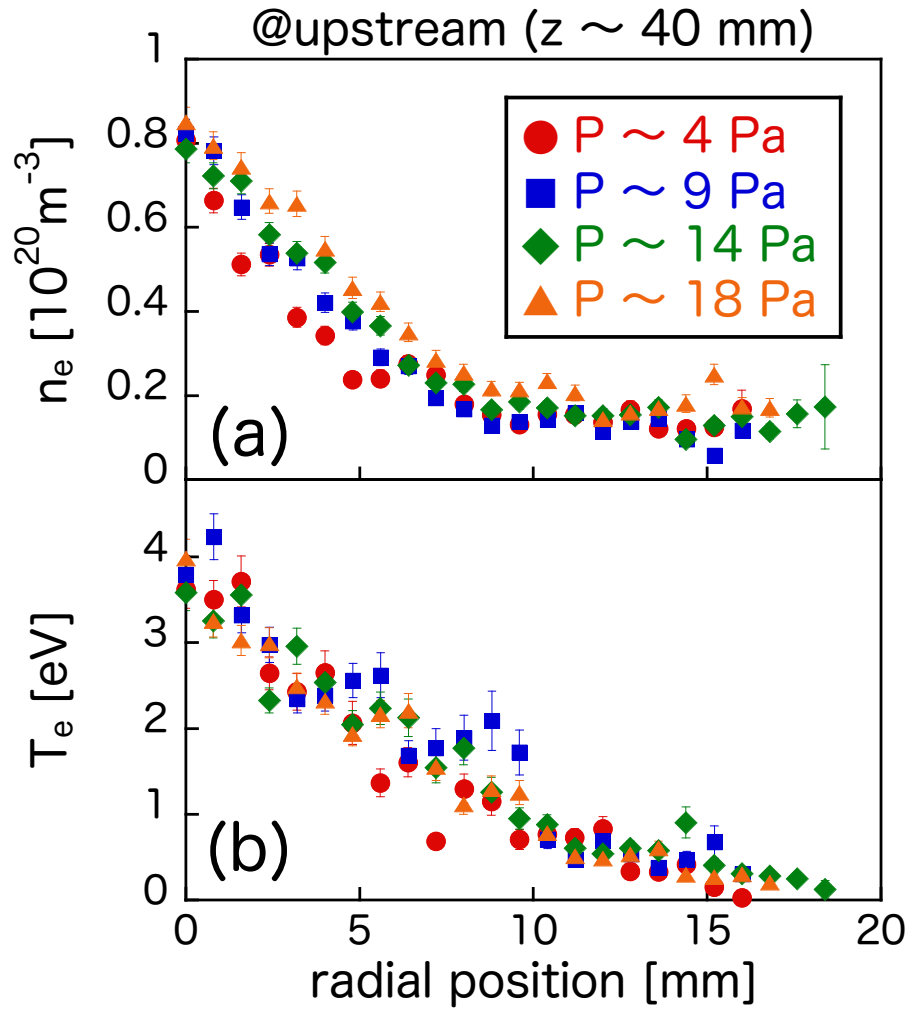 @upstream (z ~ 40 mm)
1
0.8
0.6
0.4
0.2
0
nₑ [10²⁰m⁻³]
P ~ 4 Pa
P ~ 9 Pa
P ~ 14 Pa
P ~ 18 Pa
(a)
4
3
2
1
0
Tₑ [eV]
(b)
0 5 10 15 20
radial position [mm]